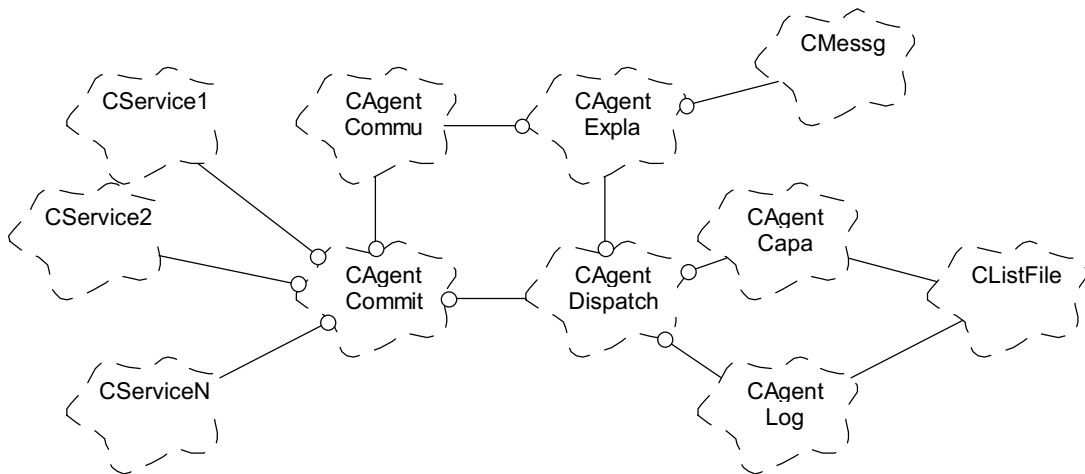 CMessg
CService1
CAgent
Commu
CAgent
Expla
CService2
CAgent
Capa
CAgent
Commit
CAgent
Dispatch
CListFile
CServiceN
CAgent
Log